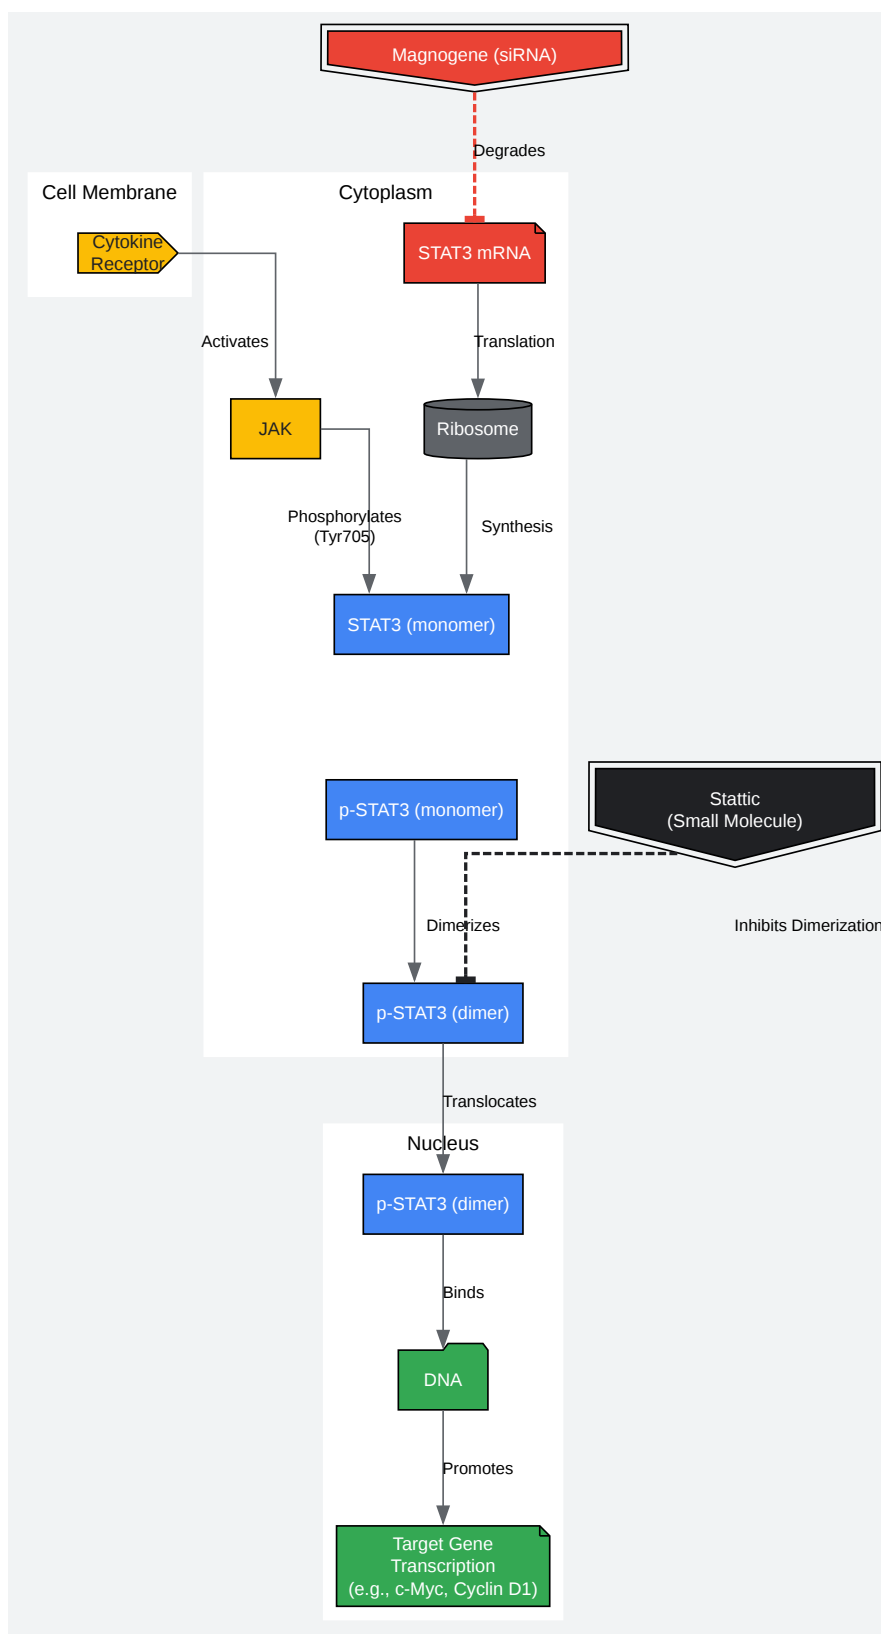 Magnogene (siRNA)
Degrades
Cell Membrane
Cytoplasm
Cytokine
Receptor
STAT3 mRNA
Activates
Translation
JAK
Ribosome
Phosphorylates
(Tyr705)
Synthesis
STAT3 (monomer)
p-STAT3 (monomer)
Stattic
(Small Molecule)
Dimerizes
Inhibits Dimerization
p-STAT3 (dimer)
Translocates
Nucleus
p-STAT3 (dimer)
Binds
DNA
Promotes
Target Gene
Transcription
(e.g., c-Myc, Cyclin D1)